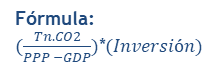 Fórmula:
(Tn.CO2 / PPP −GDP)*(Inversión)